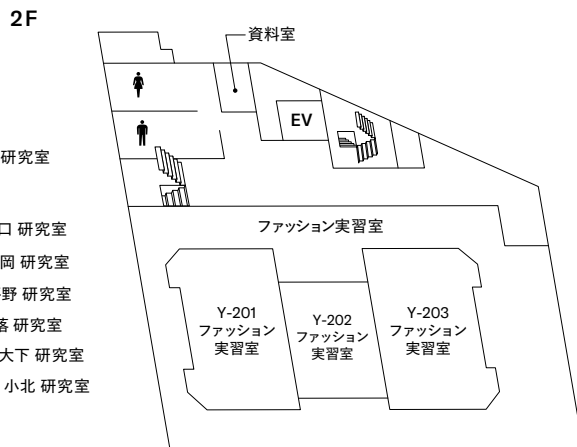 2F
資料室
EV
研究室
口 研究室
岡 研究室
野 研究室
落 研究室
大下 研究室
小北 研究室
ファッション実習室
Y-201
ファッション
実習室
Y-202
ファッション
実習室
Y-203
ファッション
実習室